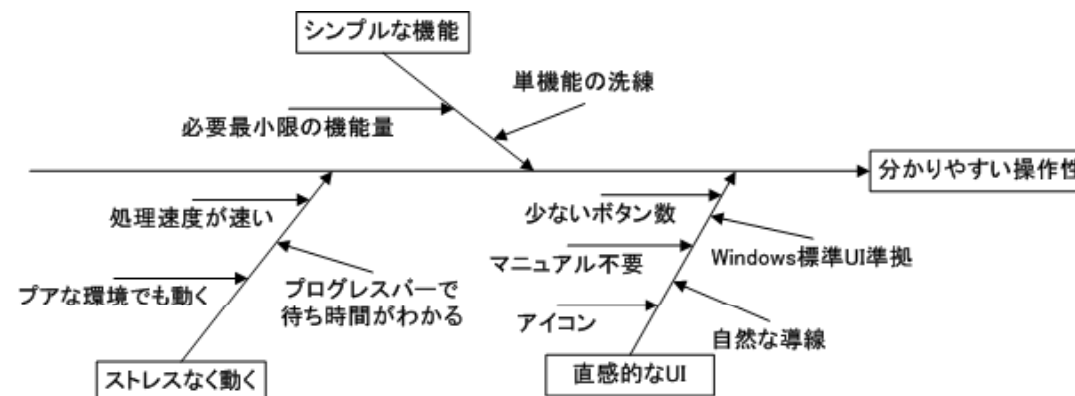 シンプルな機能
単機能の洗練
必要最小限の機能量
分かりやすい操作性
処理速度が速い
少ないボタン数
Windows標準UI準拠
マニュアル不要
プアな環境でも動く
プログレスバーで
待ち時間がわかる
アイコン
自然な導線
ストレスなく動く
直感的なUI